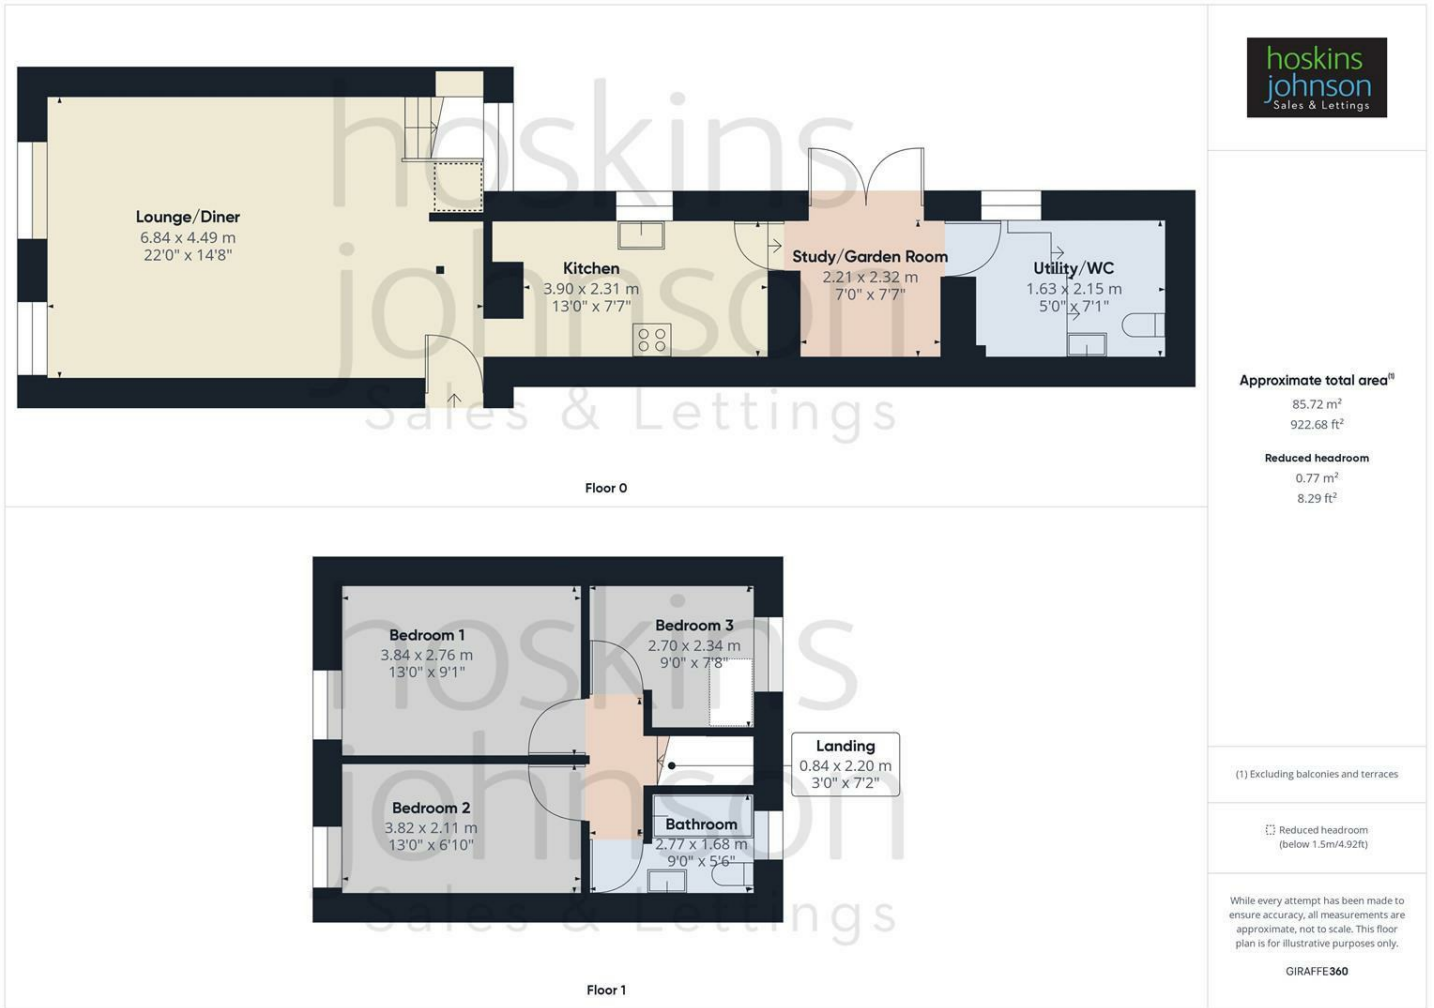 hoskins
johnson
Sales & Lettings
Lounge/Diner
6.84 x 4.49 m
22'0" x 14'8"
Kitchen
3.90 x 2.31 m
13'0" x 7'7"
Study/Garden Room
2.21 x 2.32 m
7'0" x 7'7"
Utility/WC
1.63 x 2.15 m
5'0" x 7'1"
hoskins
johnson
Sales & Lettings
Floor 0
Approximate total area(1)
85.72 m²
922.68 ft²
Reduced headroom
0.77 m²
8.29 ft²
Bedroom 1
3.84 x 2.76 m
13'0" x 9'1"
Bedroom 3
2.70 x 2.34 m
9'0" x 7'8"
Landing
0.84 x 2.20 m
3'0" x 7'2"
Bedroom 2
3.82 x 2.11 m
13'0" x 6'10"
Bathroom
2.77 x 1.68 m
9'0" x 5'6"
hoskins
johnson
Sales & Lettings
Floor 1
(1) Excluding balconies and terraces
Reduced headroom
(below 1.5m/4.92ft)
While every attempt has been made to
ensure accuracy, all measurements are
approximate, not to scale. This floor
plan is for illustrative purposes only.
GIRAFFE360